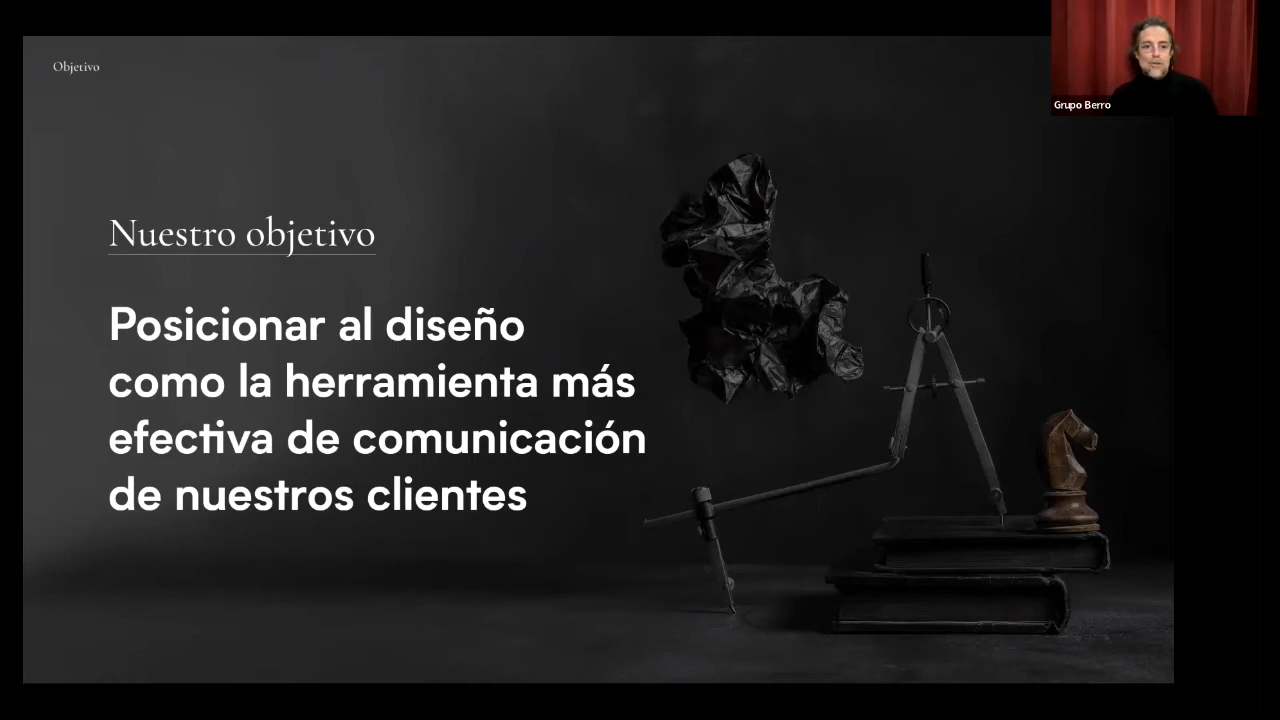 Objetivo
Grupo Berro
Nuestro objetivo
Posicionar al diseño
como la herramienta más
efectiva de comunicación
de nuestros clientes